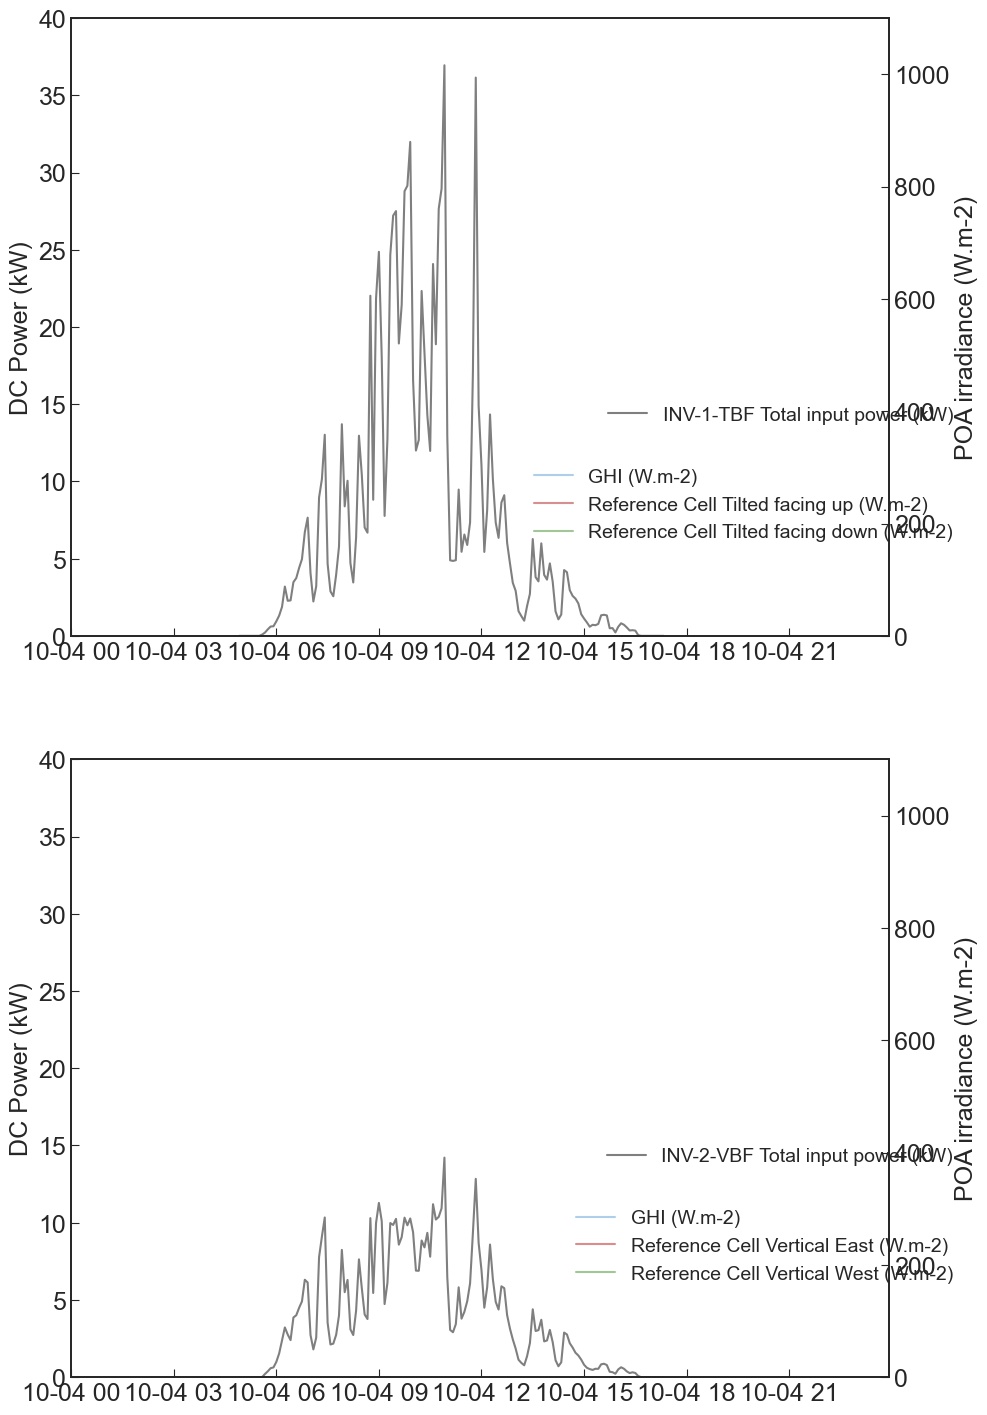 40
35
30
25
20
15
10
5
0
DC Power (kW)
1000
800
600
400
200
0
POA irradiance (W.m-2)
INV-1-TBF Total input power (kW)
GHI (W.m-2)
Reference Cell Tilted facing up (W.m-2)
Reference Cell Tilted facing down (W.m-2)
10-04 00 10-04 03 10-04 06 10-04 09 10-04 12 10-04 15 10-04 18 10-04 21
40
35
30
25
20
15
10
5
0
DC Power (kW)
1000
800
600
400
200
0
POA irradiance (W.m-2)
INV-2-VBF Total input power (kW)
GHI (W.m-2)
Reference Cell Vertical East (W.m-2)
Reference Cell Vertical West (W.m-2)
10-04 00 10-04 03 10-04 06 10-04 09 10-04 12 10-04 15 10-04 18 10-04 21